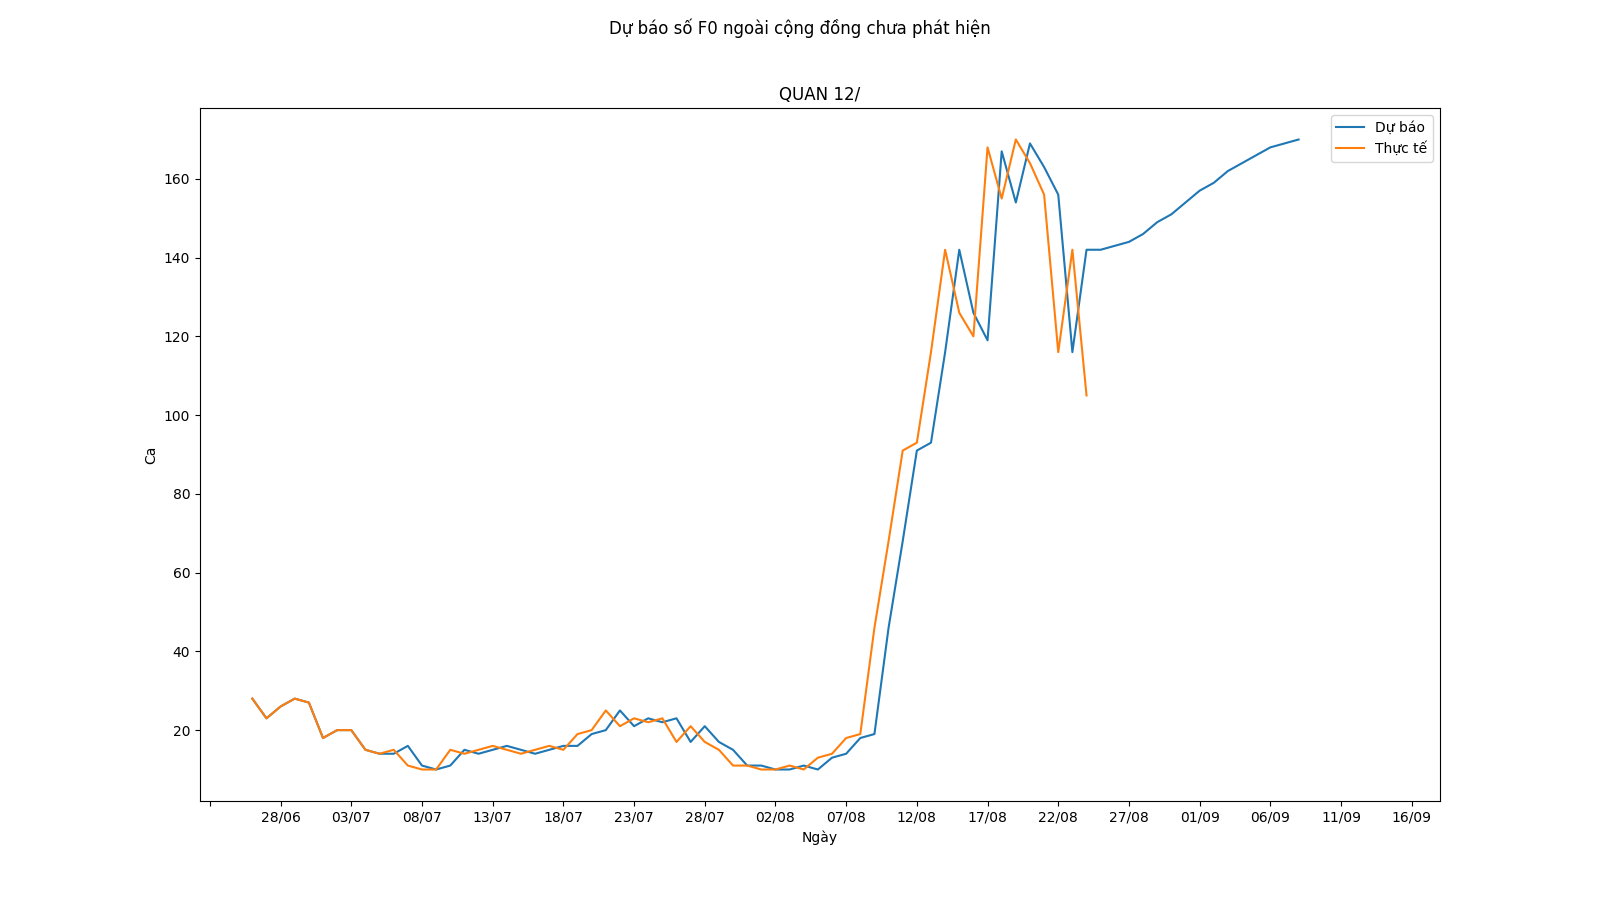 Dự báo số F0 ngoài cộng đồng chưa phát hiện
QUAN 12/
Dự báo
Thực tế
160
140
120
100
80
60
40
20
Ca
28/06 03/07 08/07 13/07 18/07 23/07 28/07 02/08 07/08 12/08 17/08 22/08 27/08 01/09 06/09 11/09 16/09
Ngày